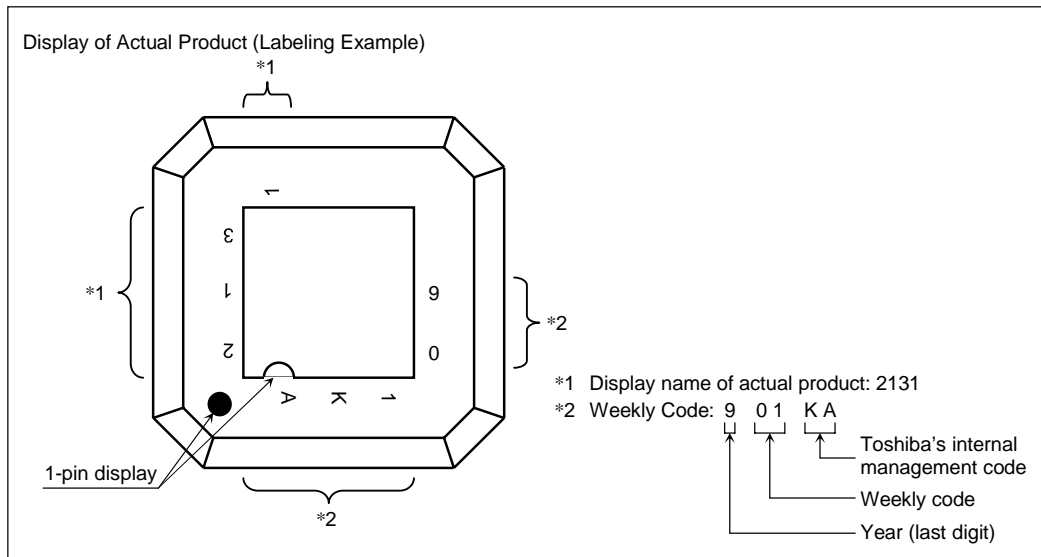 Display of Actual Product (Labeling Example)
*1
1
3
*1
1
9
*2
2
0
A K 1
*1 Display name of actual product: 2131
*2 Weekly Code: 9 01 KA
1-pin display
Toshiba's internal
management code
*2
Weekly code
Year (last digit)